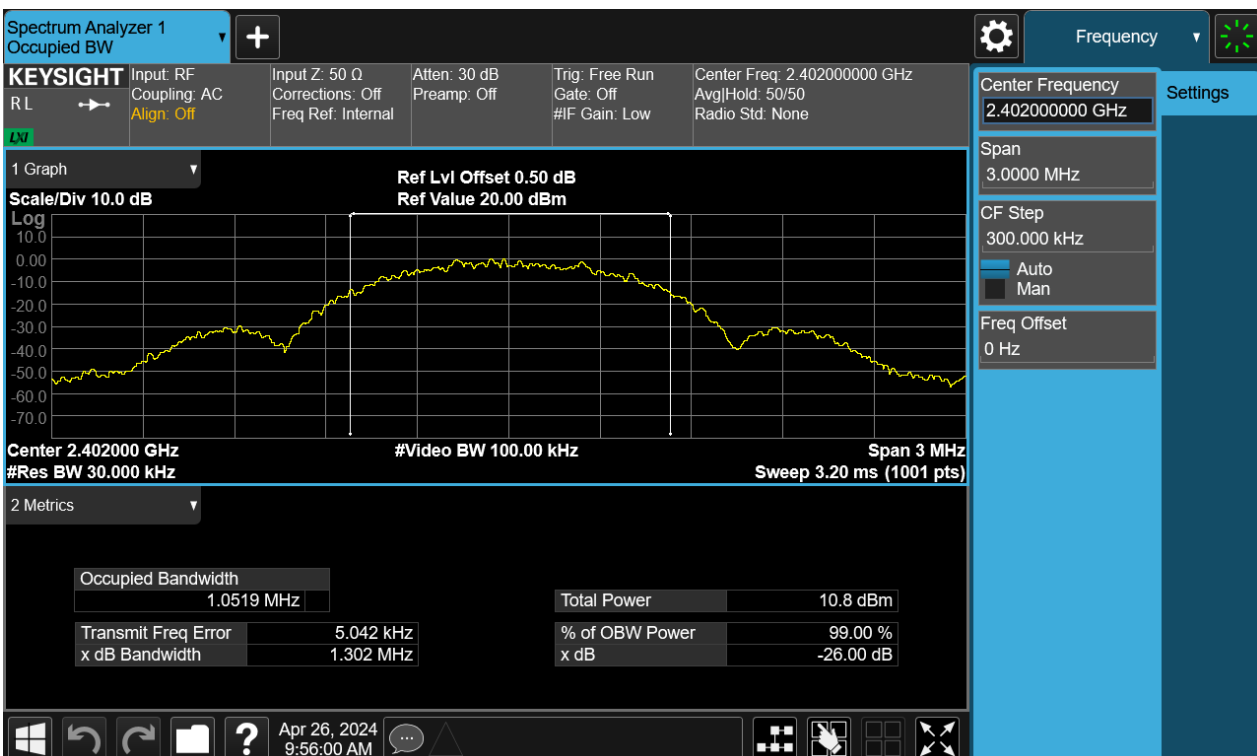 Spectrum Analyzer 1
Occupied BW
Frequency
KEYSIGHT
R L
LXI
Input: RF
Coupling: AC
Align: Off
Input Z: 50 Ω
Corrections: Off
Freq Ref: Internal
Atten: 30 dB
Preamp: Off
Trig: Free Run
Gate: Off
#IF Gain: Low
Center Freq: 2.402000000 GHz
Avg|Hold: 50/50
Radio Std: None
Center Frequency
2.402000000 GHz
Settings
Span
3.0000 MHz
CF Step
300.000 kHz
Auto
Man
Freq Offset
0 Hz
1 Graph
Scale/Div 10.0 dB
Ref Lvl Offset 0.50 dB
Ref Value 20.00 dBm
Log
10.0
0.00
-10.0
-20.0
-30.0
-40.0
-50.0
-60.0
-70.0
Center 2.402000 GHz
#Video BW 100.00 kHz
Span 3 MHz
#Res BW 30.000 kHz
Sweep 3.20 ms (1001 pts)
2 Metrics
Occupied Bandwidth
1.0519 MHz
Total Power 10.8 dBm
Transmit Freq Error 5.042 kHz
% of OBW Power 99.00 %
x dB Bandwidth 1.302 MHz
x dB -26.00 dB
?
Apr 26, 2024
9:56:00 AM